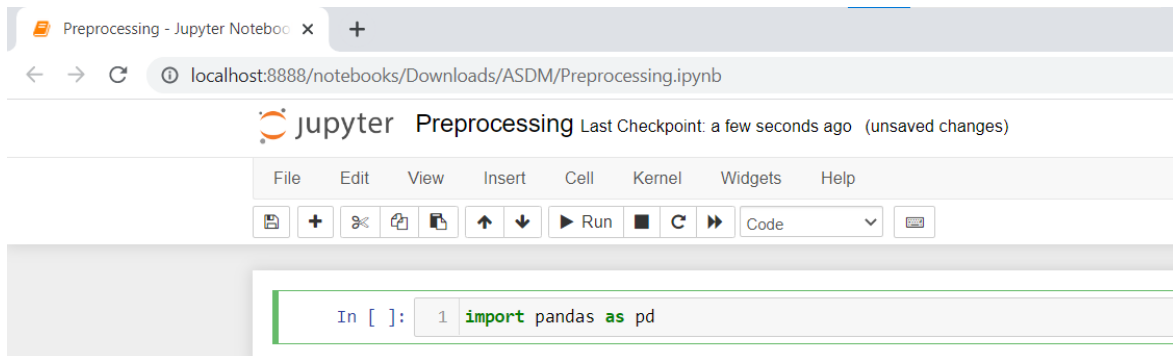 Preprocessing - Jupyter Noteboo
localhost:8888/notebooks/Downloads/ASDM/Preprocessing.ipynb
jupyter Preprocessing Last Checkpoint: a few seconds ago (unsaved changes)
File Edit View Insert Cell Kernel Widgets Help
Run Code
In [ ]: 1 import pandas as pd